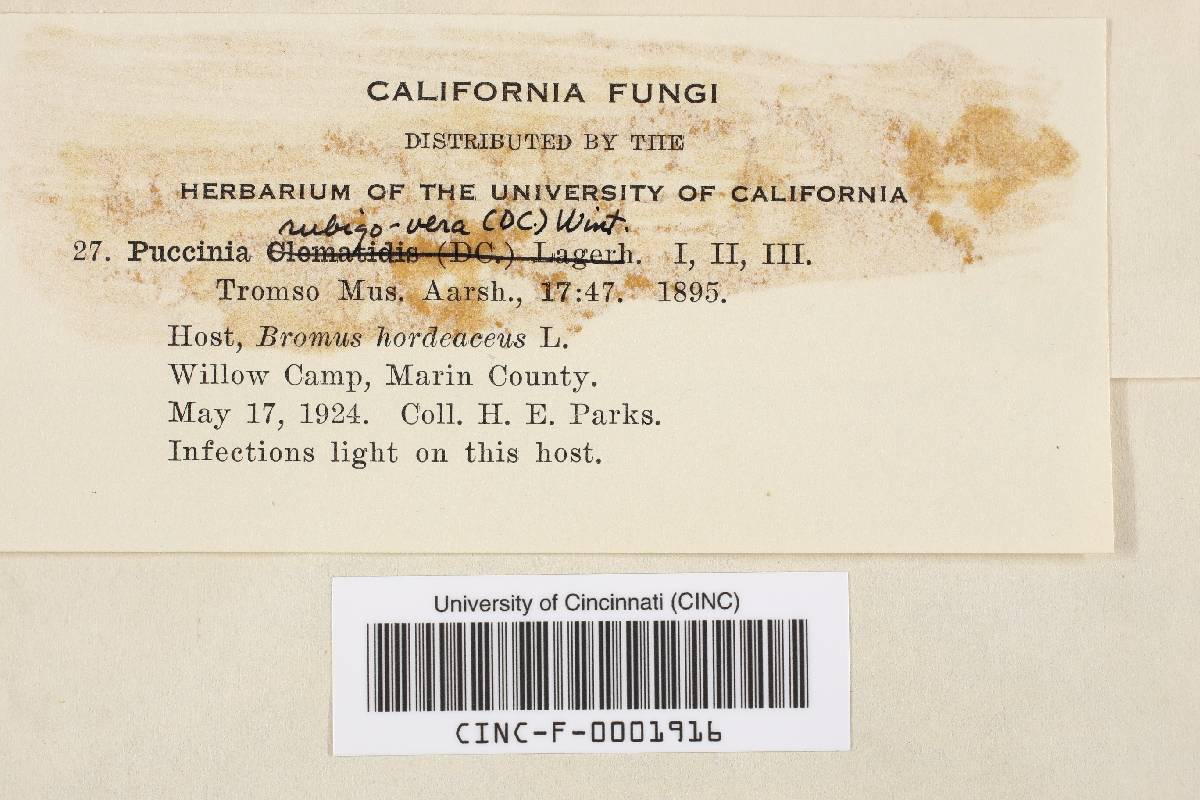 CALIFORNIA FUNGI
DISTRIBUTED BY THE
HERBARIUM OF THE UNIVERSITY OF CALIFORNIA
rubigo-vera (DC) Wint.
27. Puccinia Clematidis (DC.) Lagerh. I, II, III.
Tromso Mus. Aarsh., 17:47. 1895.
Host, Bromus hordeaceus L.
Willow Camp, Marin County.
May 17, 1924. Coll. H. E. Parks.
Infections light on this host.
University of Cincinnati (CINC)
CINC-F-0001916